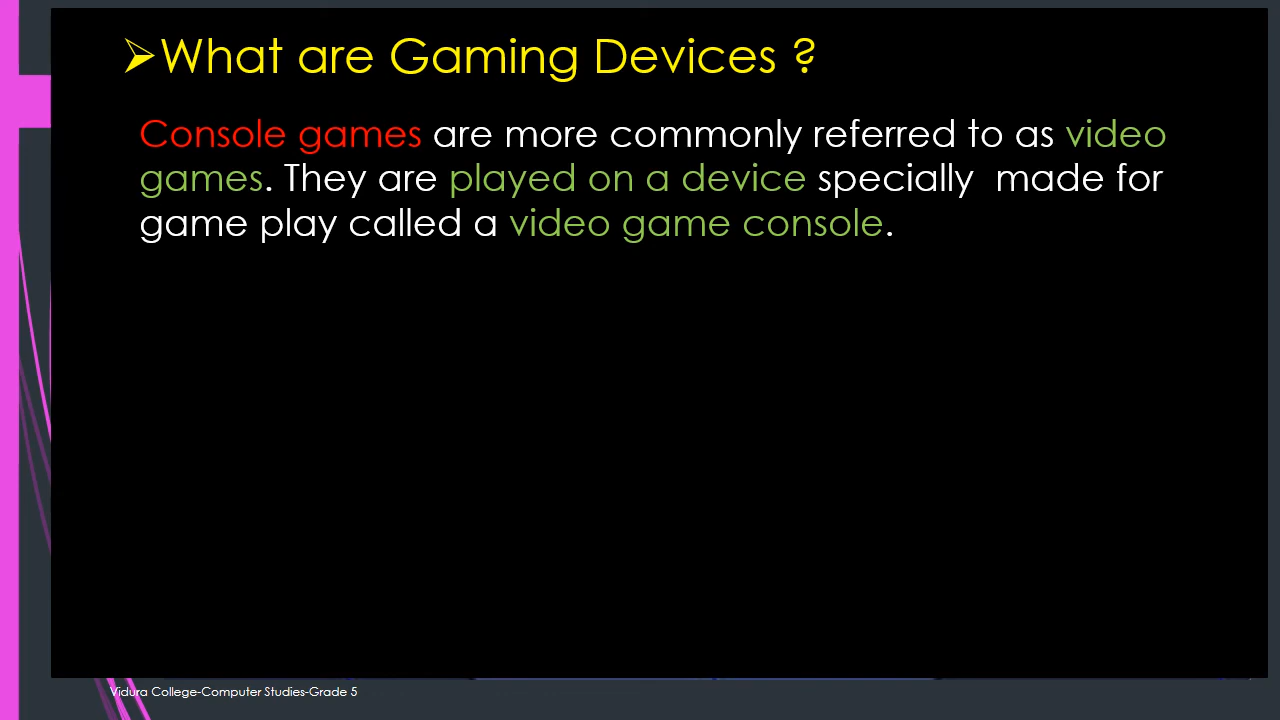 ➢What are Gaming Devices ?
Console games are more commonly referred to as video
games. They are played on a device specially  made for
game play called a video game console.
Vidura College-Computer Studies-Grade 5